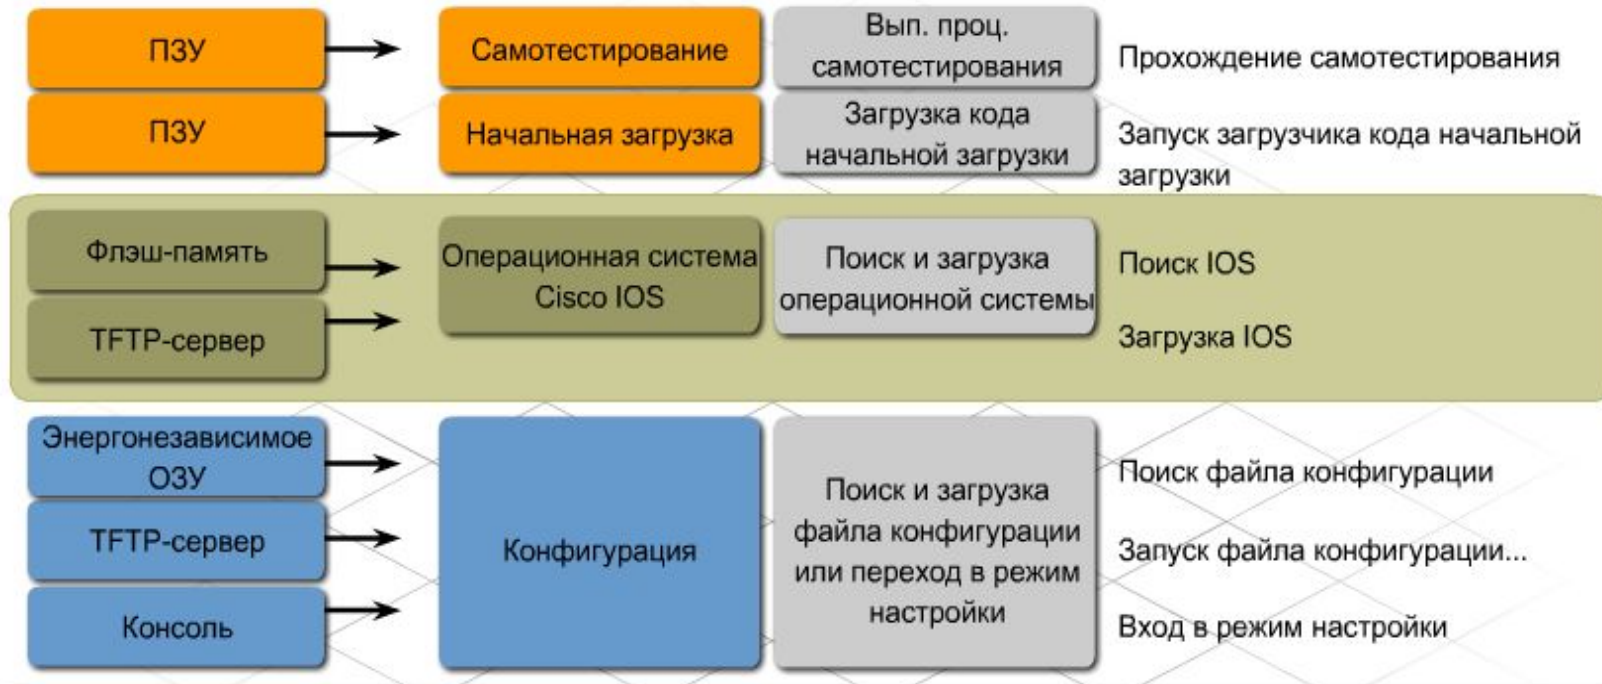 ПЗУ
Самотестирование
Вып. проц.
самотестирования
Прохождение самотестирования
ПЗУ
Начальная загрузка
Загрузка кода
начальной загрузки
Запуск загрузчика кода начальной
загрузки
Флэш-память
TFTP-сервер
Операционная система
Cisco IOS
Поиск и загрузка
операционной системы
Поиск IOS
Загрузка IOS
Энергонезависимое
ОЗУ
TFTP-сервер
Консоль
Конфигурация
Поиск и загрузка
файла конфигурации
или переход в режим
настройки
Поиск файла конфигурации
Запуск файла конфигурации...
Вход в режим настройки